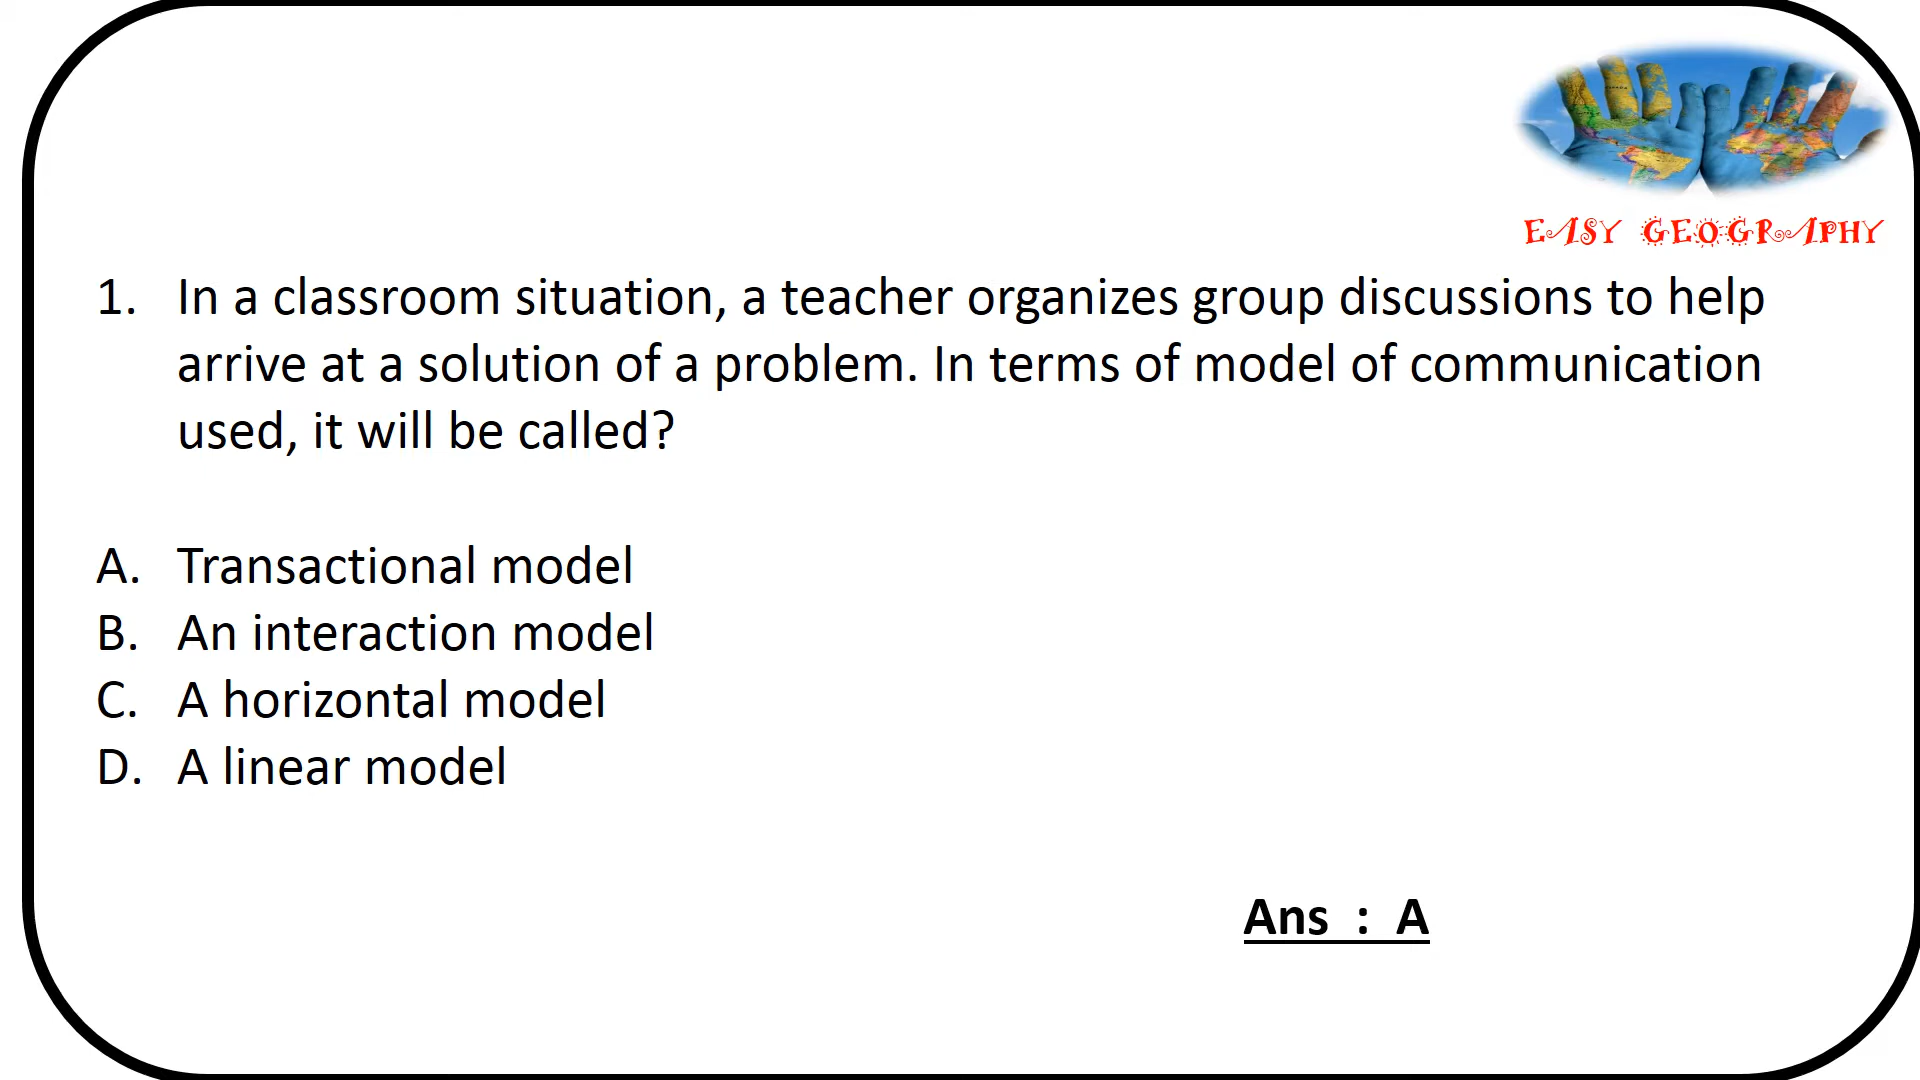 EASY GEOGRAPHY
1. In a classroom situation, a teacher organizes group discussions to help
arrive at a solution of a problem. In terms of model of communication
used, it will be called?
A. Transactional model
B. An interaction model
C. A horizontal model
D. A linear model
Ans : A